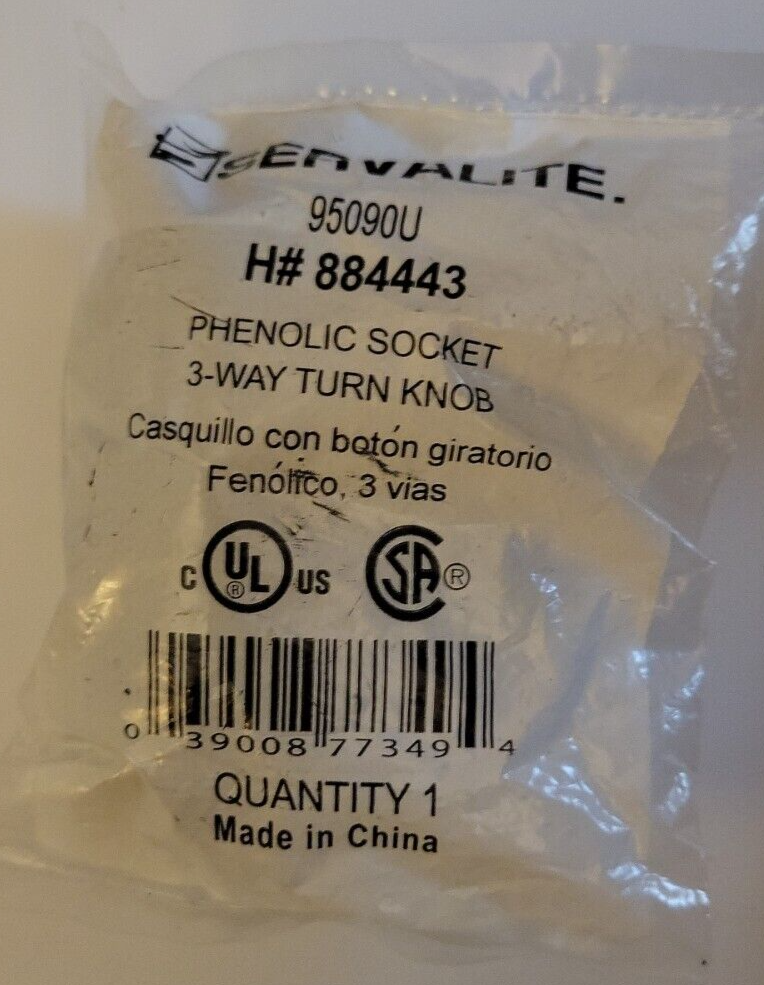 SERVALITE.
95090U
H# 884443
PHENOLIC SOCKET
3-WAY TURN KNOB
Casquillo con botón giratorio
Fenólico, 3 vias
C UL ® US SA ®
0 39008 77349 4
QUANTITY 1
Made in China